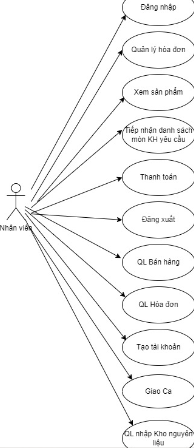 Đăng nhập
Quản lý hóa đơn
Xem sản phẩm
Tiếp nhận danh sách
món KH yêu cầu
Thanh toán
Nhân viên
Đăng xuất
QL Bán hàng
QL Hóa đơn
Tạo tài khoản
Giao Ca
QL nhập Kho nguyên
liệu